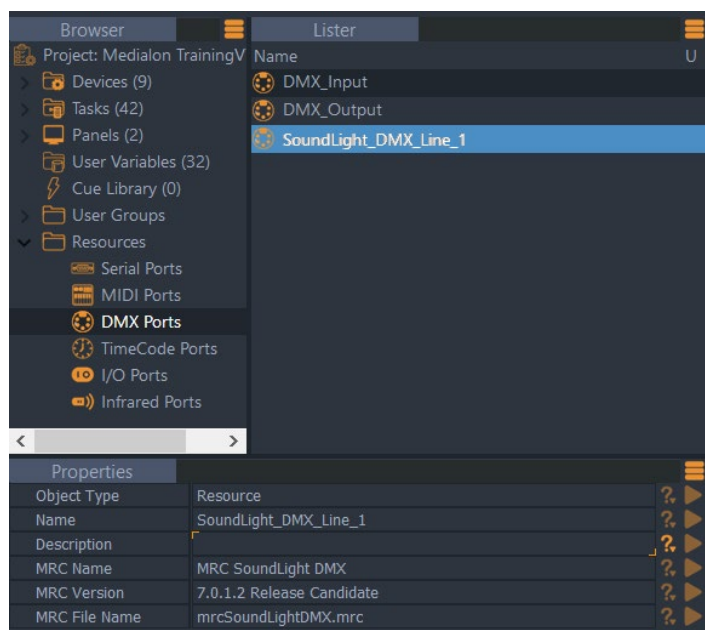 Browser
Project: Medialon TrainingV
Devices (9)
Tasks (42)
Panels (2)
User Variables (32)
Cue Library (0)
User Groups
Resources
Serial Ports
MIDI Ports
DMX Ports
TimeCode Ports
I/O Ports
Infrared Ports
Lister
Name U
DMX_Input
DMX_Output
SoundLight_DMX_Line_1
Properties
Object Type Resource
Name SoundLight_DMX_Line_1
Description
MRC Name MRC SoundLight DMX
MRC Version 7.0.1.2 Release Candidate
MRC File Name mrcSoundLightDMX.mrc